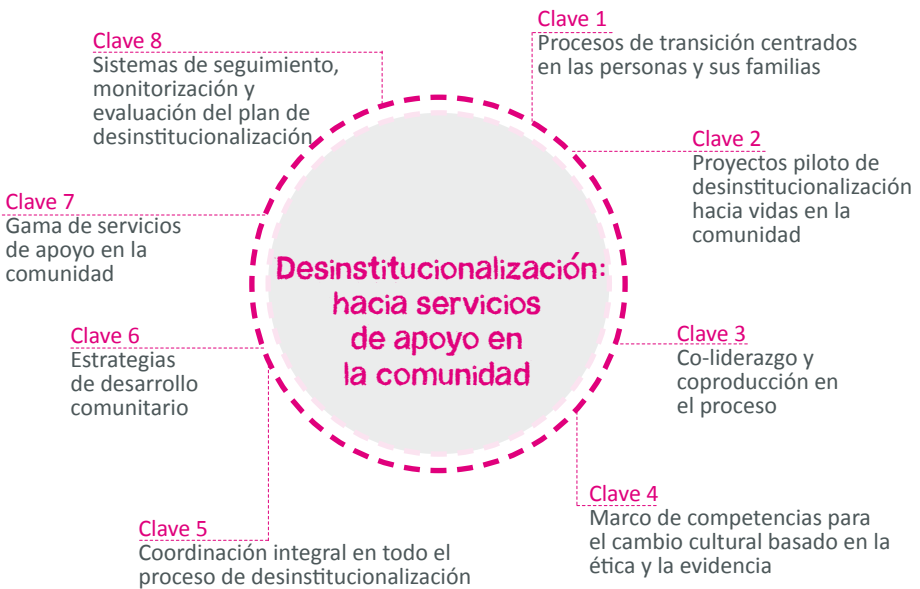 Clave 1
Procesos de transición centrados
en las personas y sus familias
Clave 2
Proyectos piloto de
desinstitucionalización
hacia vidas en la
comunidad
Clave 3
Co-liderazgo y
coproducción en
el proceso
Clave 4
Marco de competencias para
el cambio cultural basado en la
ética y la evidencia
Clave 5
Coordinación integral en todo el
proceso de desinstitucionalización
Clave 6
Estrategias
de desarrollo
comunitario
Clave 7
Gama de servicios
de apoyo en la
comunidad
Clave 8
Sistemas de seguimiento,
monitorización y
evaluación del plan de
desinstitucionalización
Desinstitucionalización:
hacia servicios
de apoyo en
la comunidad